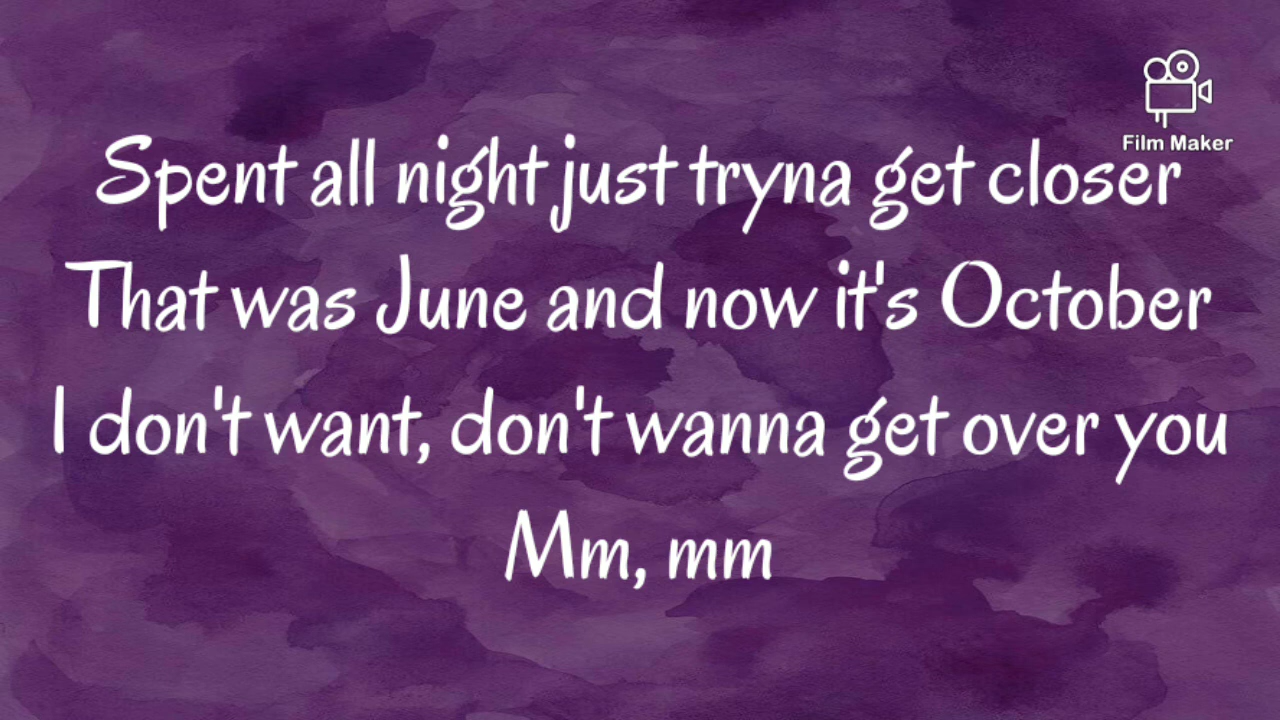 Film Maker
Spent all night just tryna get closer
That was June and now it's October
I don't want, don't wanna get over you
Mm, mm